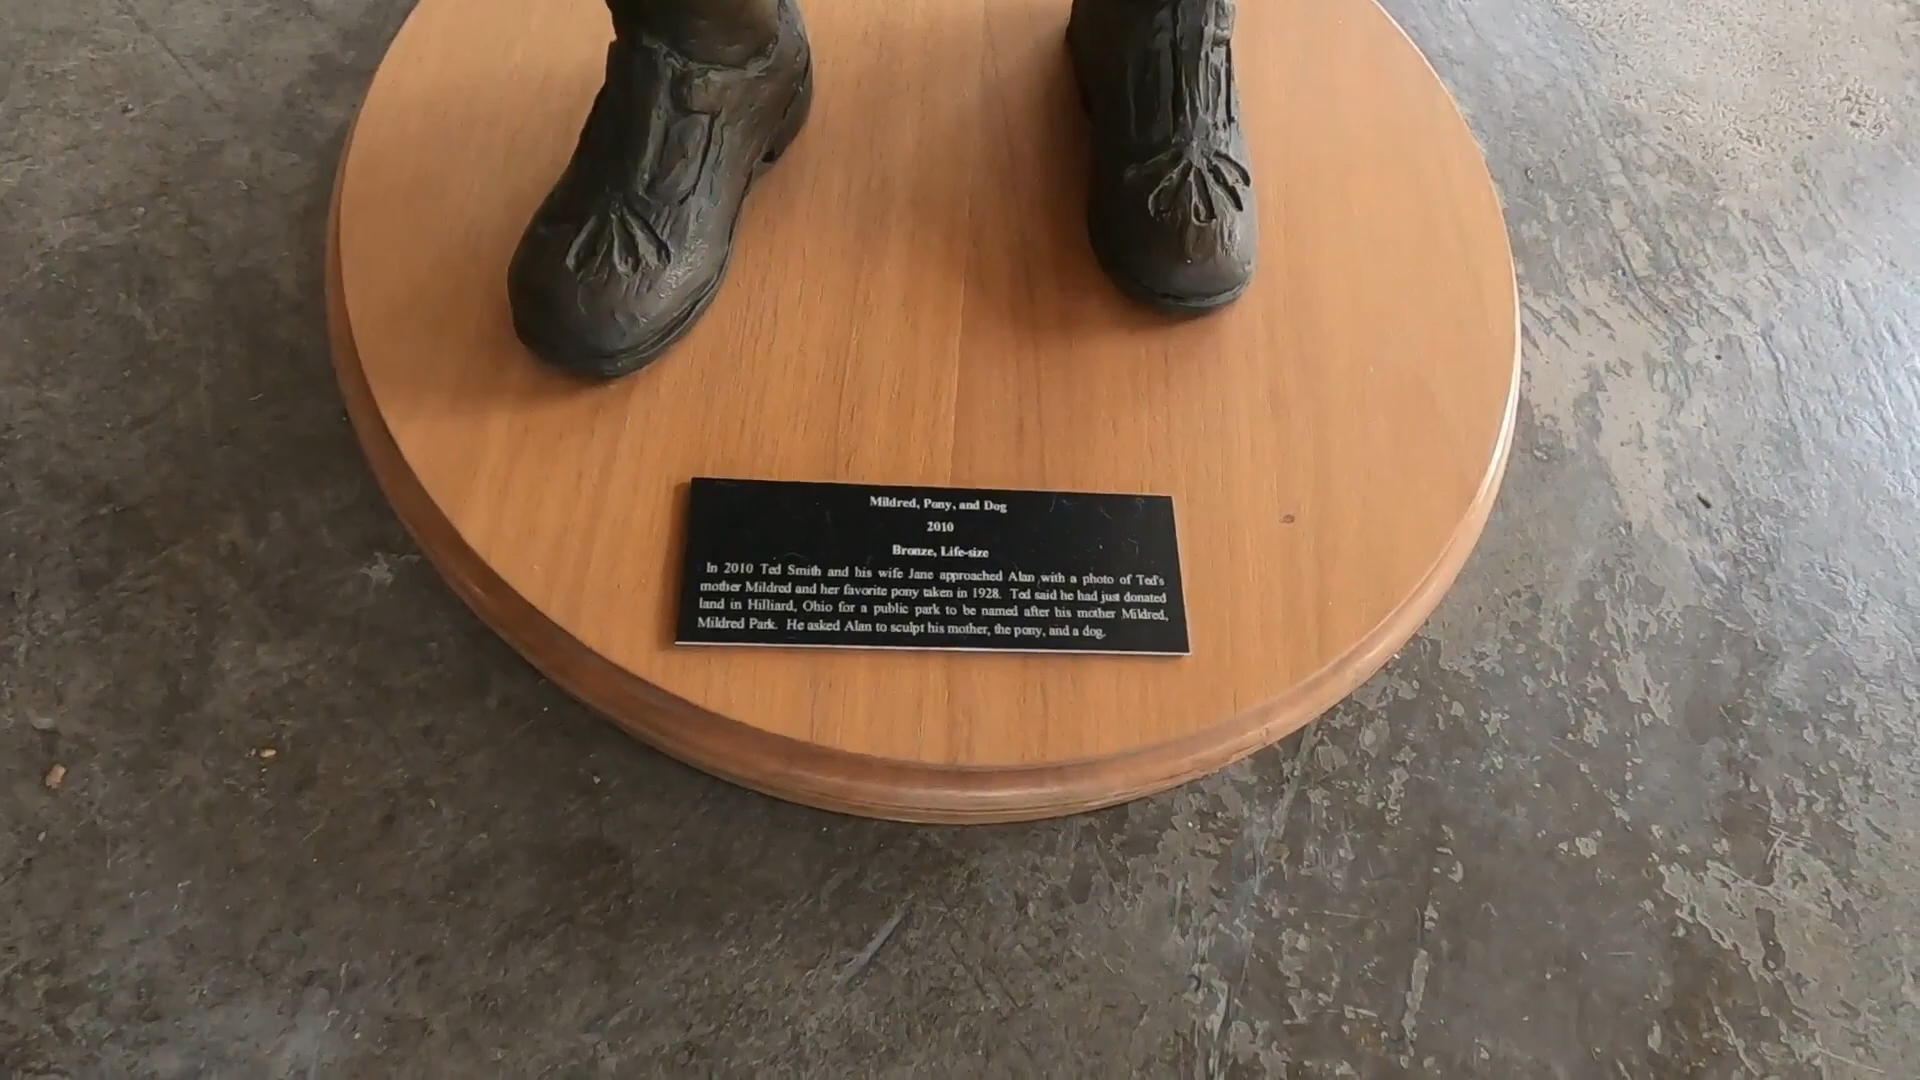 Mildred, Pony, and Dog
2010
Bronze, Life-size
In 2010 Ted Smith and his wife Jane approached Alan with a photo of Ted's
mother Mildred and her favorite pony taken in 1928. Ted said he had just donated
land in Hilliard, Ohio for a public park to be named after his mother Mildred,
Mildred Park. He asked Alan to sculpt his mother, the pony, and a dog.